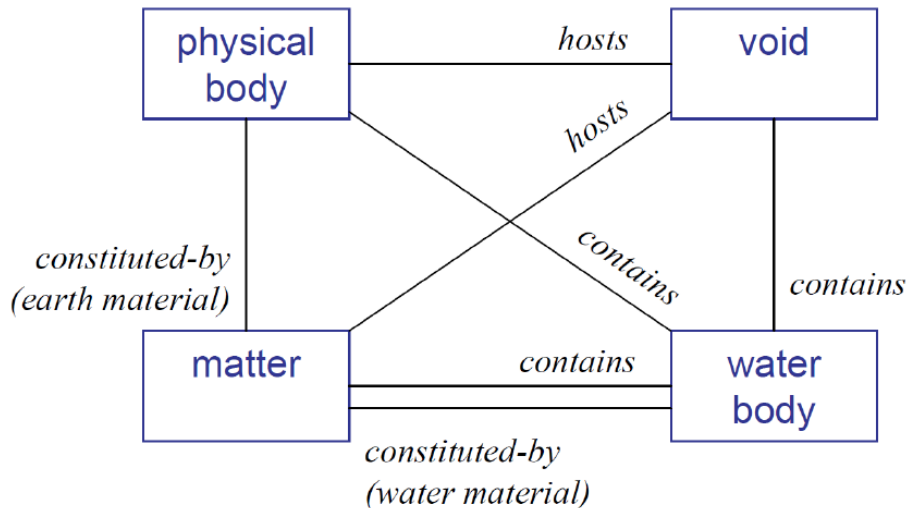 physical
body
hosts
void
hosts
constituted-by
(earth material)
contains
contains
matter
contains
water
body
constituted-by
(water material)